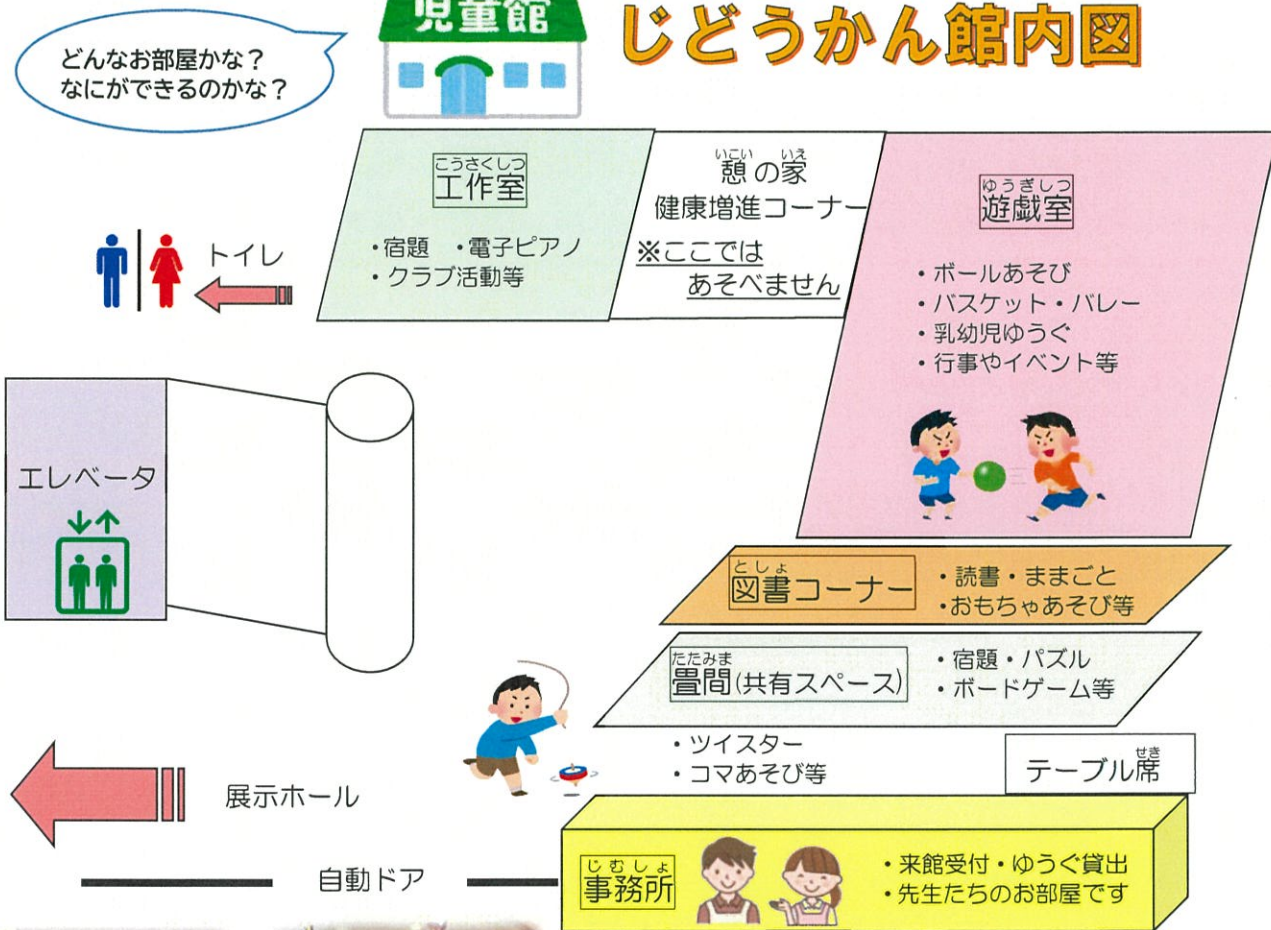 どんなお部屋かな？
なにができるのかな？
児童館
じどうかん館内図
こうさくしつ
工作室
・宿題 ・電子ピアノ
・クラブ活動等
いこい いえ
憩の家
健康増進コーナー
※ここでは
あそべません
ゆうぎしつ
遊戯室
・ボールあそび
・バスケット・バレー
・乳幼児ゆうぐ
・行事やイベント等
トイレ
エレベータ
としょ
図書コーナー
・読書・ままごと
・おもちゃあそび等
たたみま
畳間(共有スペース)
・宿題・パズル
・ボードゲーム等
・ツイスター
・コマあそび等
せき
テーブル席
展示ホール
自動ドア
じむしょ
事務所
・来館受付・ゆうぐ貸出
・先生たちのお部屋です